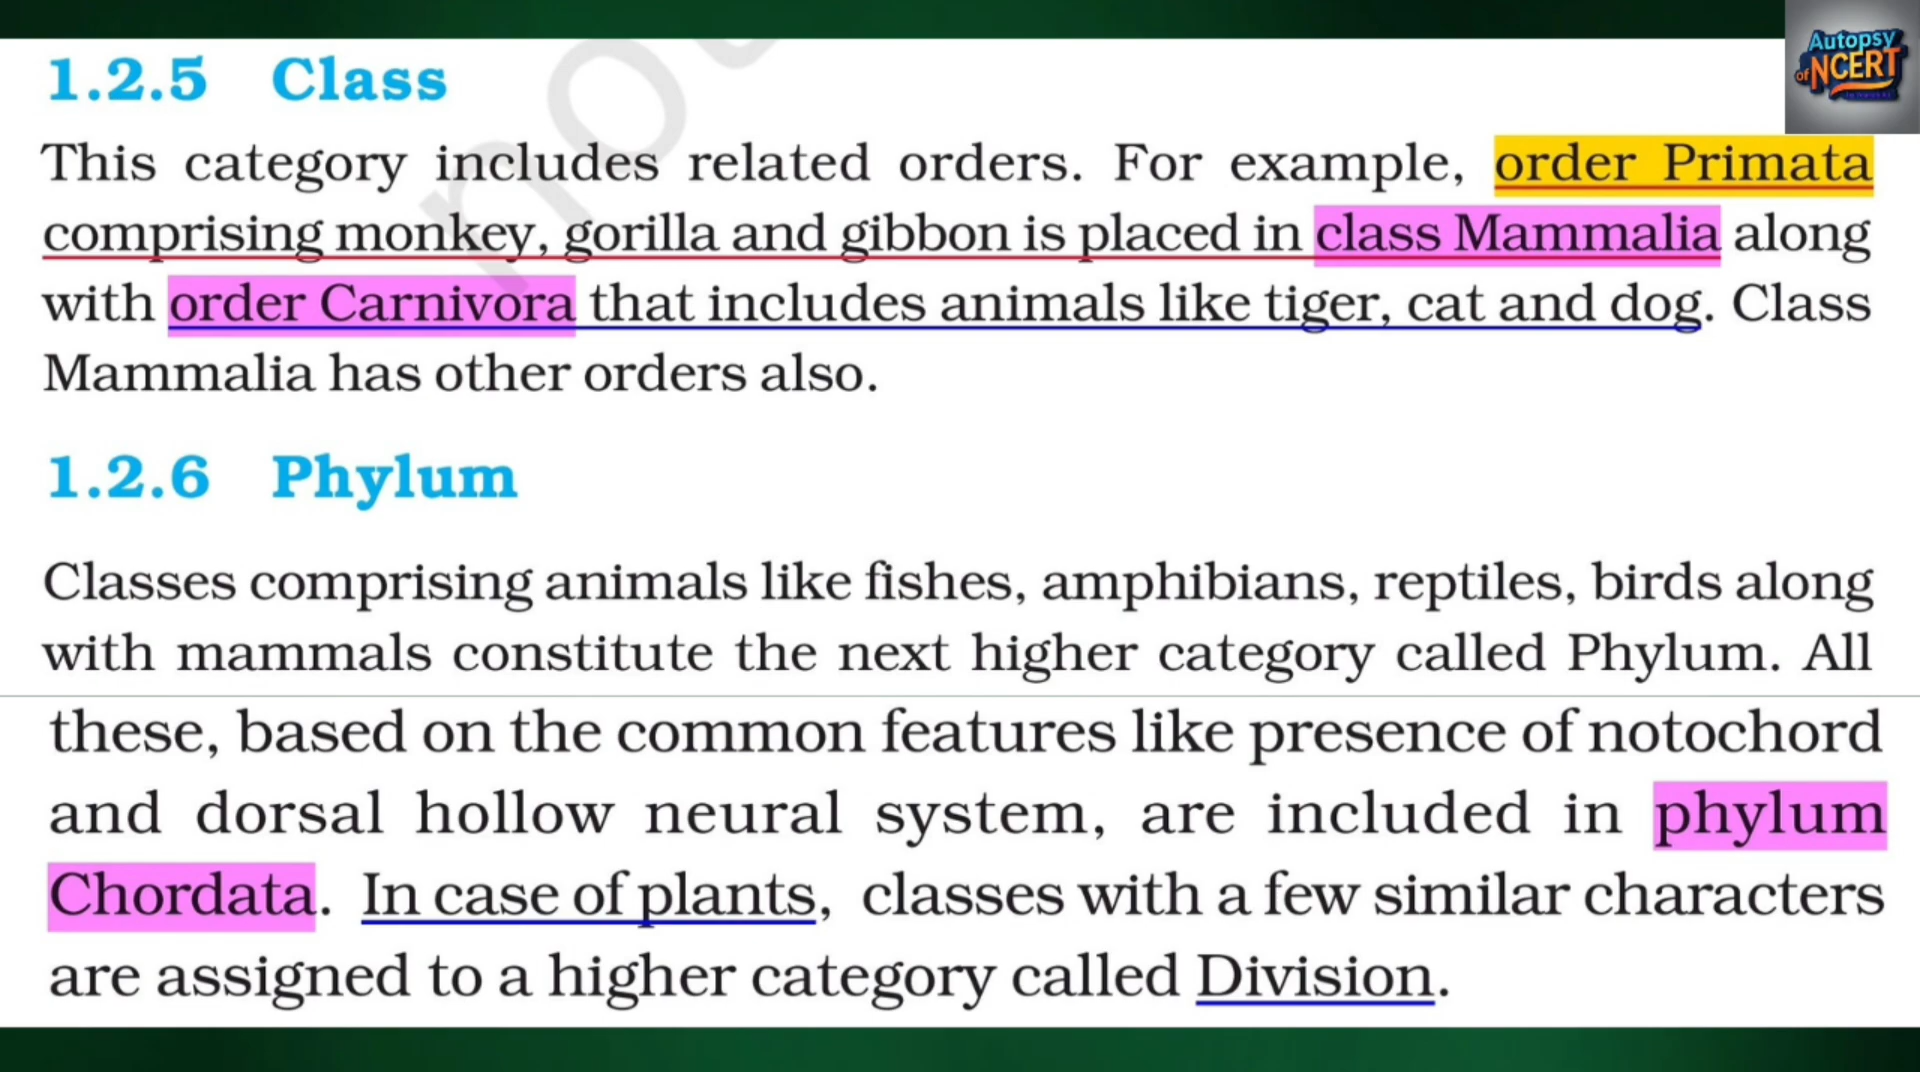 Autopsy
of NCERT
1.2.5 Class
This category includes related orders. For example, order Primata
comprising monkey, gorilla and gibbon is placed in class Mammalia along
with order Carnivora that includes animals like tiger, cat and dog. Class
Mammalia has other orders also.
1.2.6 Phylum
Classes comprising animals like fishes, amphibians, reptiles, birds along
with mammals constitute the next higher category called Phylum. All
these, based on the common features like presence of notochord
and dorsal hollow neural system, are included in phylum
Chordata. In case of plants, classes with a few similar characters
are assigned to a higher category called Division.